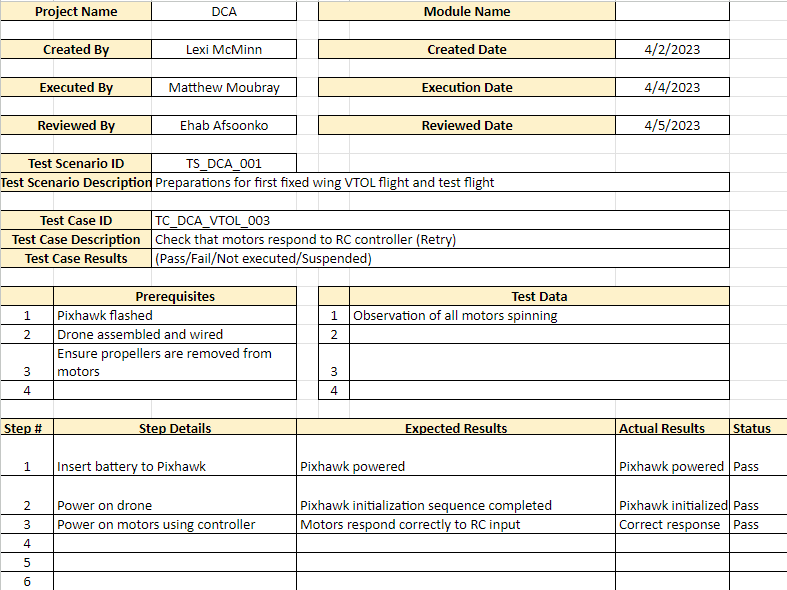 Project Name DCA Module Name
Created By Lexi McMinn Created Date 4/2/2023
Executed By Matthew Moubray Execution Date 4/4/2023
Reviewed By Ehab Afsoonko Reviewed Date 4/5/2023
Test Scenario ID TS_DCA_001
Test Scenario Description Preparations for first fixed wing VTOL flight and test flight
Test Case ID TC_DCA_VTOL_003
Test Case Description Check that motors respond to RC controller (Retry)
Test Case Results (Pass/Fail/Not executed/Suspended)
Prerequisites Test Data
1 Pixhawk flashed 1 Observation of all motors spinning
2 Drone assembled and wired 2
Ensure propellers are removed from
3 motors 3
4 4
Step # Step Details Expected Results Actual Results Status
1 Insert battery to Pixhawk Pixhawk powered Pixhawk powered Pass
2 Power on drone Pixhawk initialization sequence completed Pixhawk initialized Pass
3 Power on motors using controller Motors respond correctly to RC input Correct response Pass
4
5
6